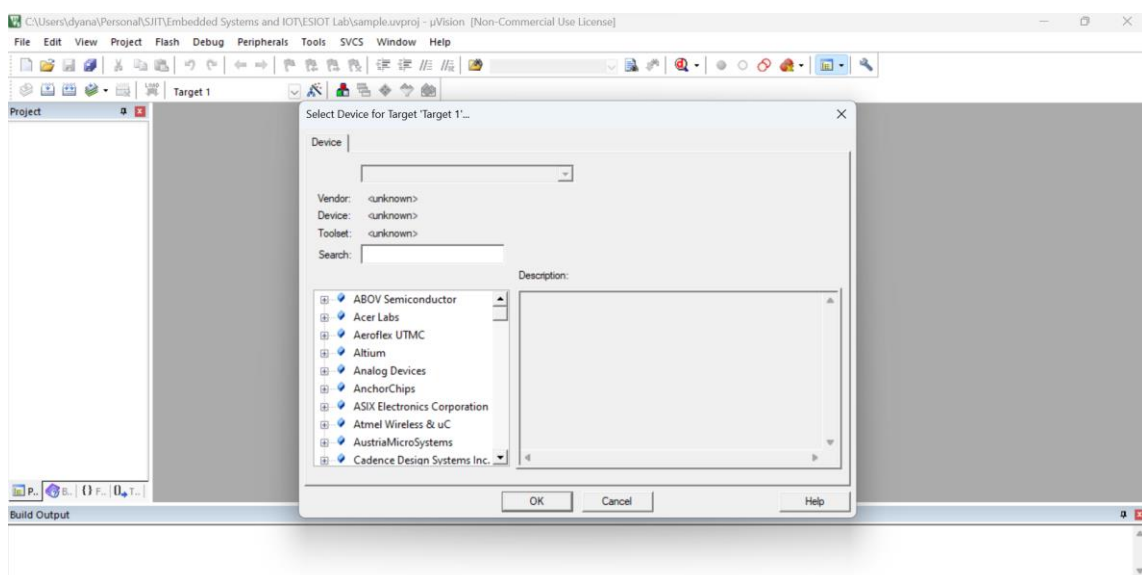 C:\Users\dyana\Personal\SJIT\Embedded Systems and IOT\ESIOT Lab\sample.uvproj - µVision [Non-Commercial Use License]
File Edit View Project Flash Debug Peripherals Tools SVCS Window Help
LOAD Target 1
Project
Select Device for Target 'Target 1'...
Device
Vendor: <unknown>
Device: <unknown>
Toolset: <unknown>
Search:
Description:
ABOV Semiconductor
Acer Labs
Aeroflex UTMC
Altium
Analog Devices
AnchorChips
ASIX Electronics Corporation
Atmel Wireless & uC
AustriaMicroSystems
Cadence Design Systems Inc.
OK Cancel Help
P... B... {} F... 0 T...
Build Output